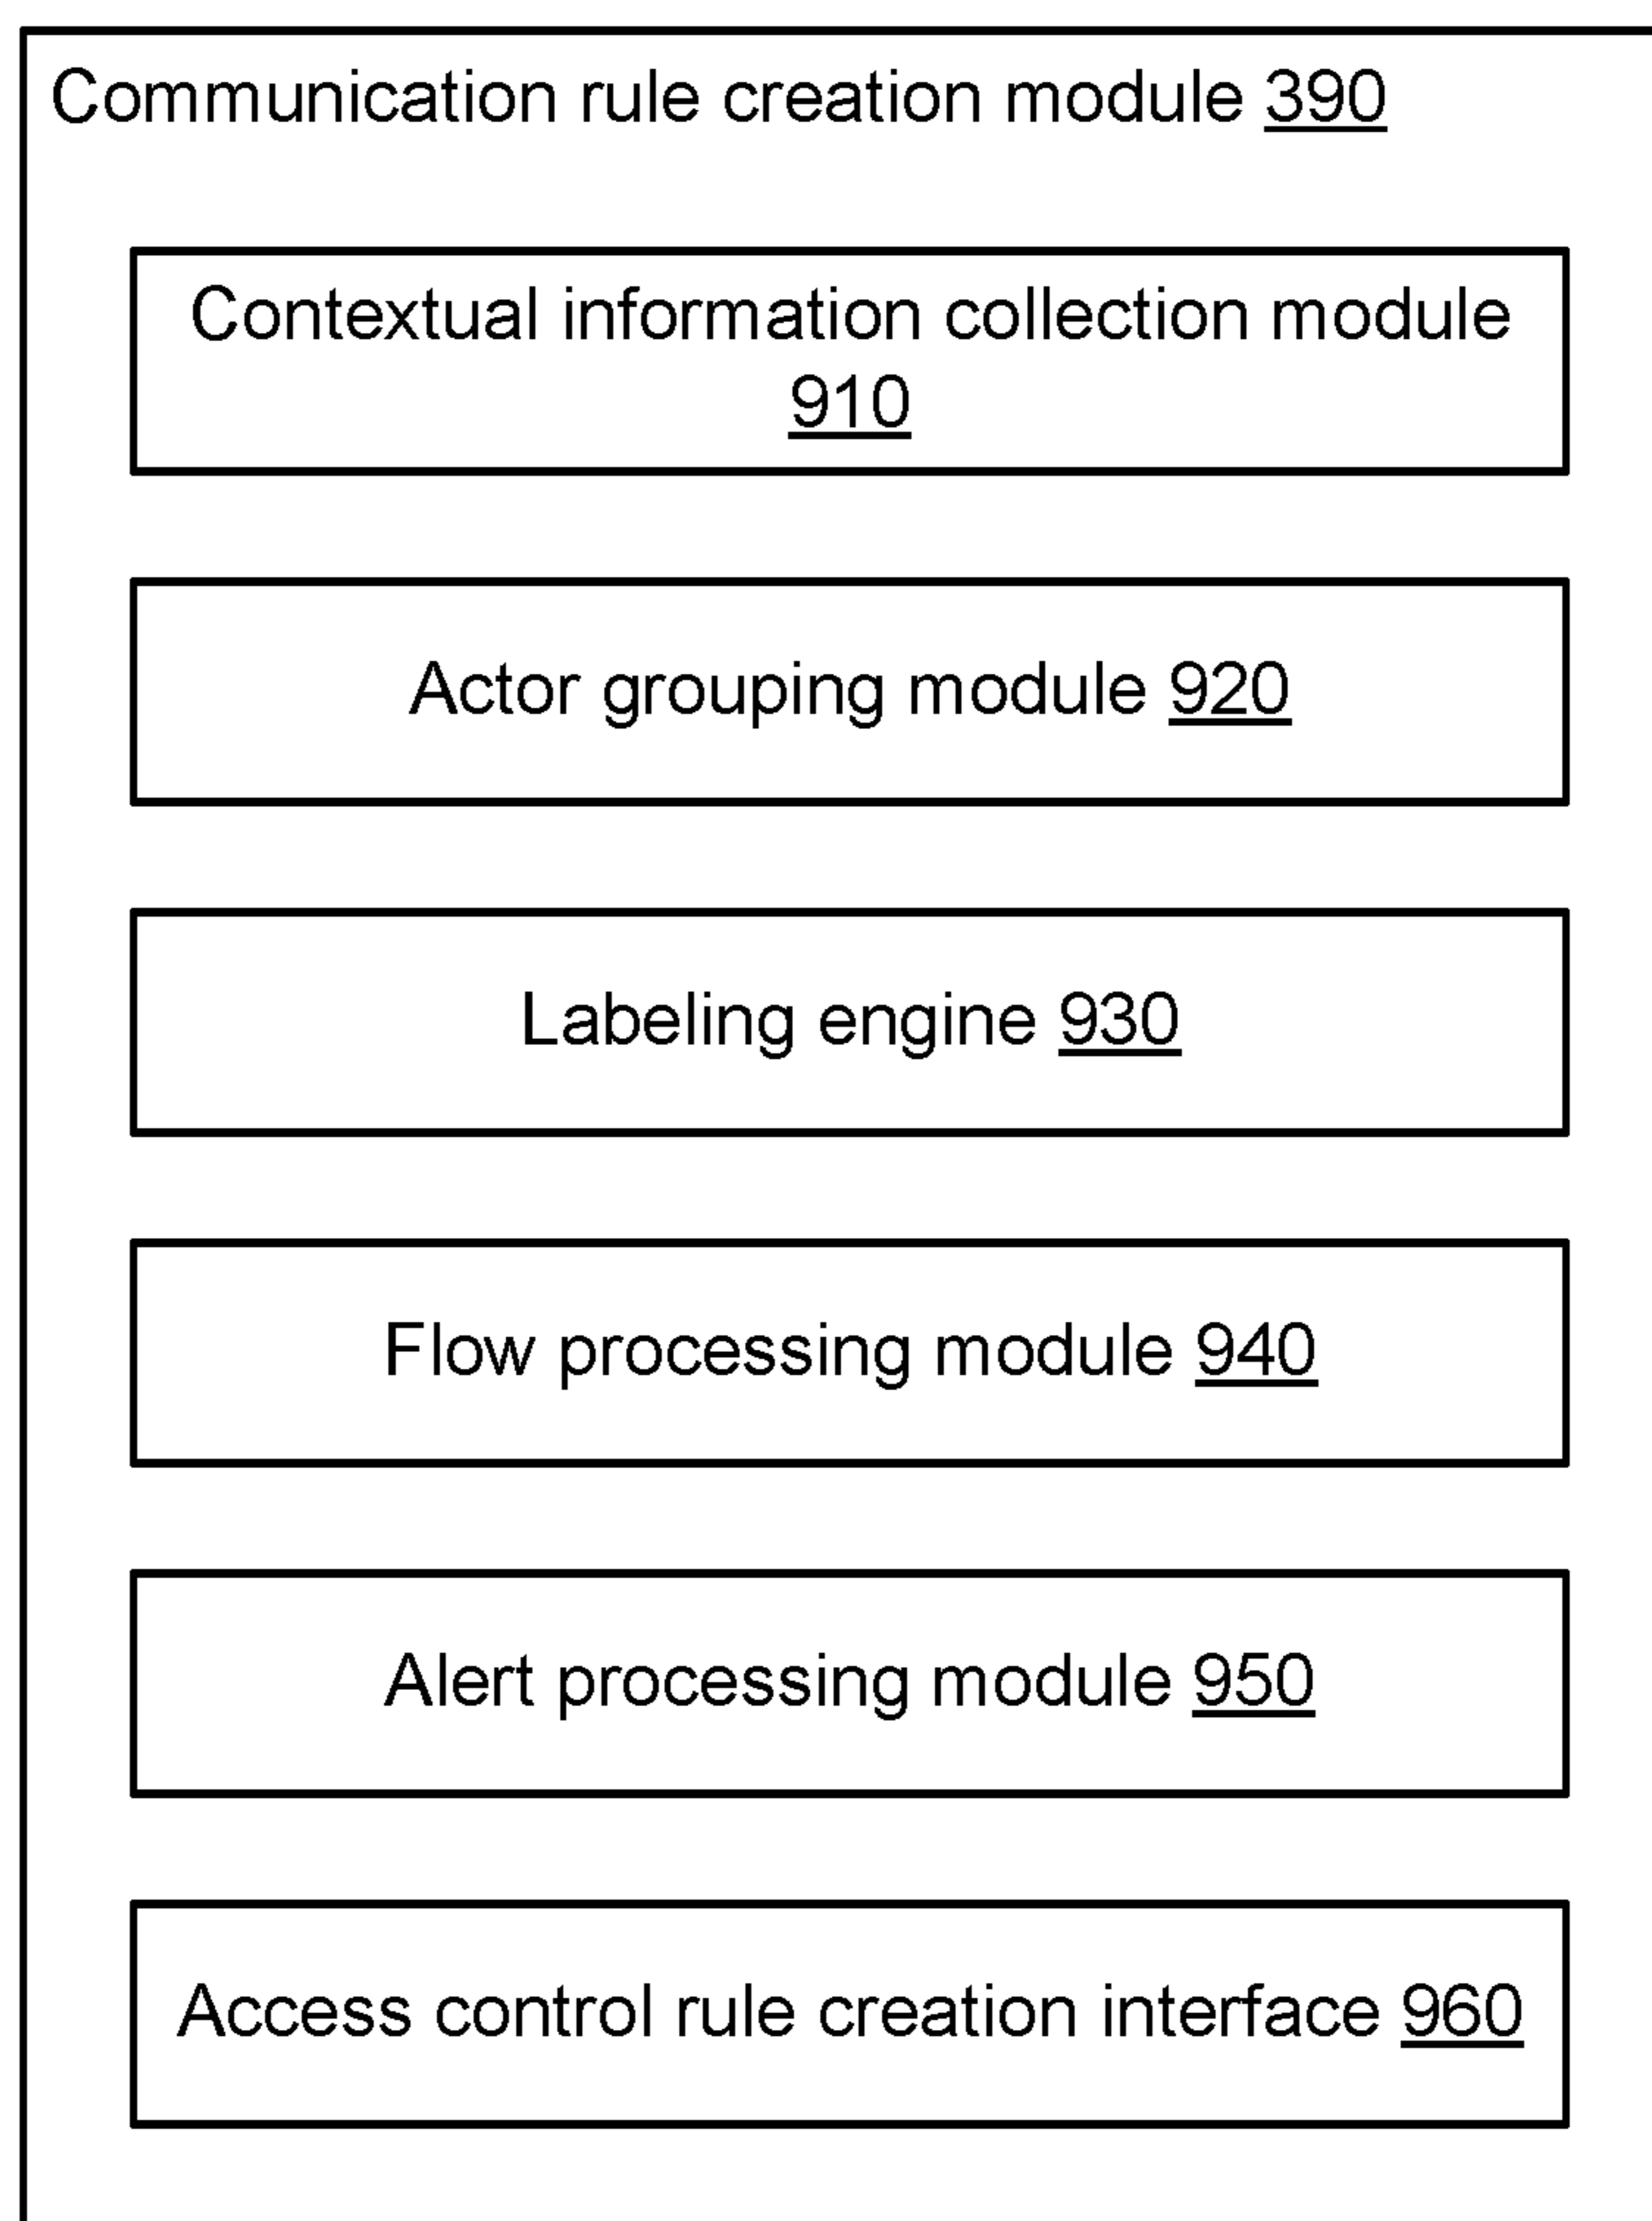 Communication rule creation module 390
Contextual information collection module
910
Actor grouping module 920
Labeling engine 930
Flow processing module 940
Alert processing module 950
Access control rule creation interface 960